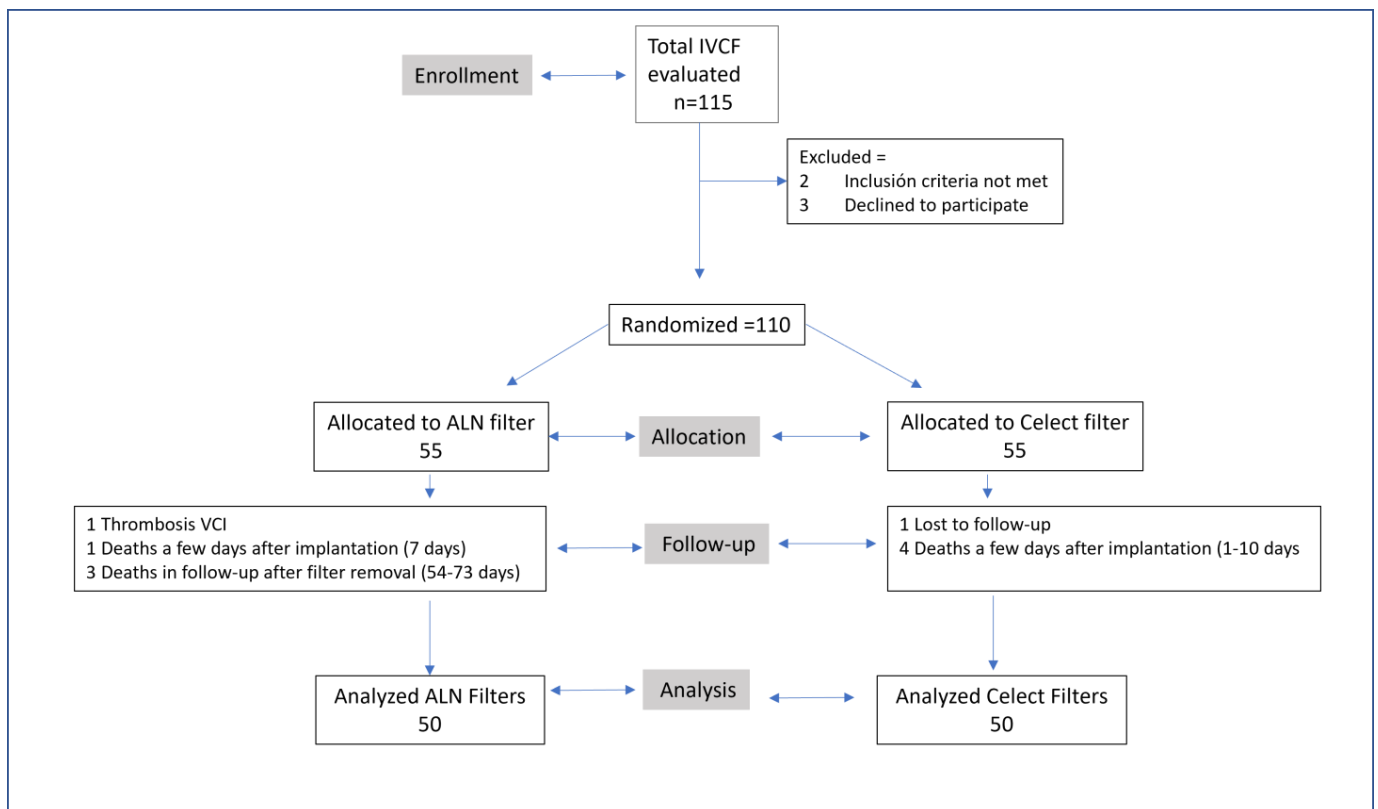 Enrollment
Total IVCF
evaluated
n=115
Excluded =
2 Inclusión criteria not met
3 Declined to participate
Randomized =110
Allocated to ALN filter
55
Allocation
Allocated to Celect filter
55
1 Thrombosis VCI
1 Deaths a few days after implantation (7 days)
3 Deaths in follow-up after filter removal (54-73 days)
Follow-up
1 Lost to follow-up
4 Deaths a few days after implantation (1-10 days
Analyzed ALN Filters
50
Analysis
Analyzed Celect Filters
50